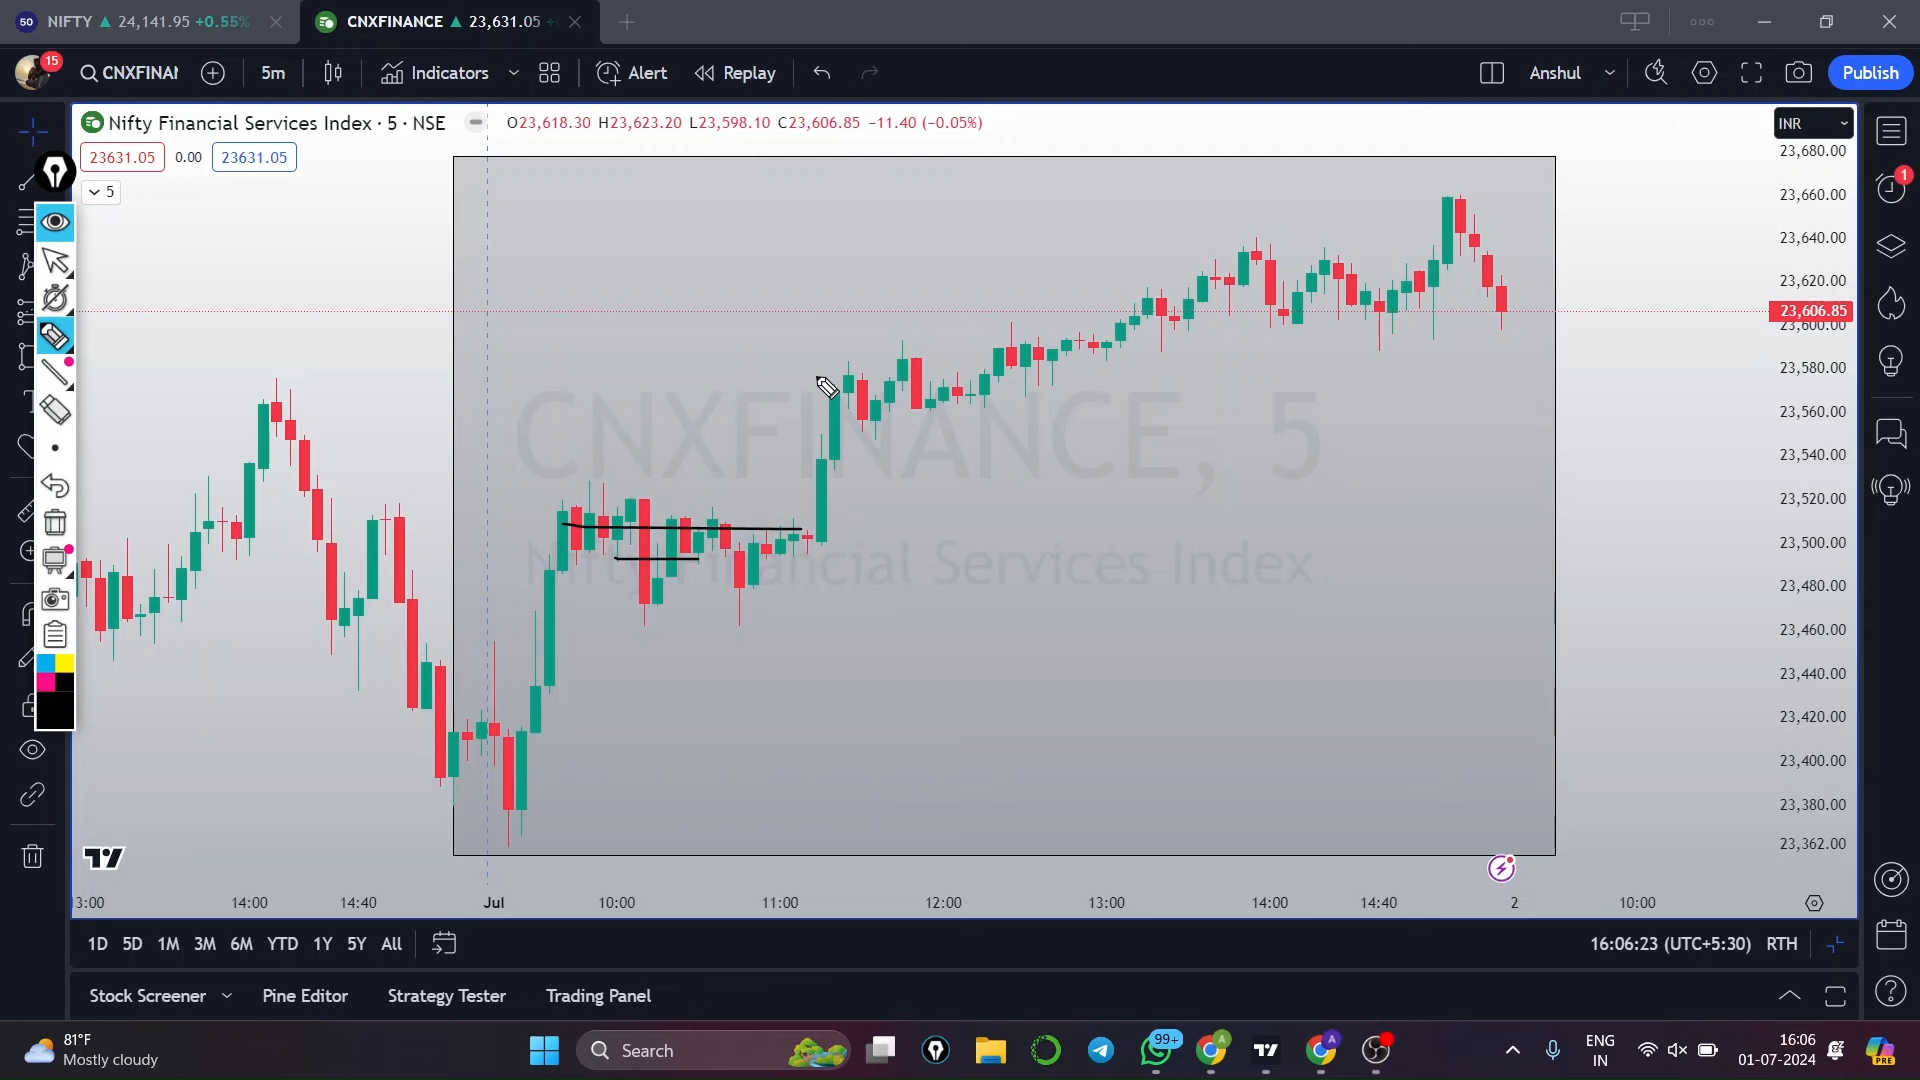 50 NIFTY ▲ 24,141.95 +0.55%
CNXFINANCE ▲ 23,631.05
15
CNXFINAN
5m
Indicators
Alert
Replay
Anshul
Publish
Nifty Financial Services Index · 5 · NSE
O23,618.30 H23,623.20 L23,598.10 C23,606.85 −11.40 (−0.05%)
INR
23631.05 0.00 23631.05
5
1
23,680.00
23,660.00
23,640.00
23,620.00
23,606.85
23,600.00
23,580.00
23,560.00
23,540.00
23,520.00
23,500.00
23,480.00
23,460.00
23,440.00
23,420.00
23,400.00
23,380.00
23,362.00
CNXFINANCE, 5
Nifty Financial Services Index
13:00 14:00 14:40 Jul 10:00 11:00 12:00 13:00 14:00 14:40 2 10:00
1D 5D 1M 3M 6M YTD 1Y 5Y All
16:06:23 (UTC+5:30) RTH
Stock Screener Pine Editor Strategy Tester Trading Panel
81°F
Mostly cloudy
Search
99+
A
A
ENG
IN
16:06
01-07-2024
PRE